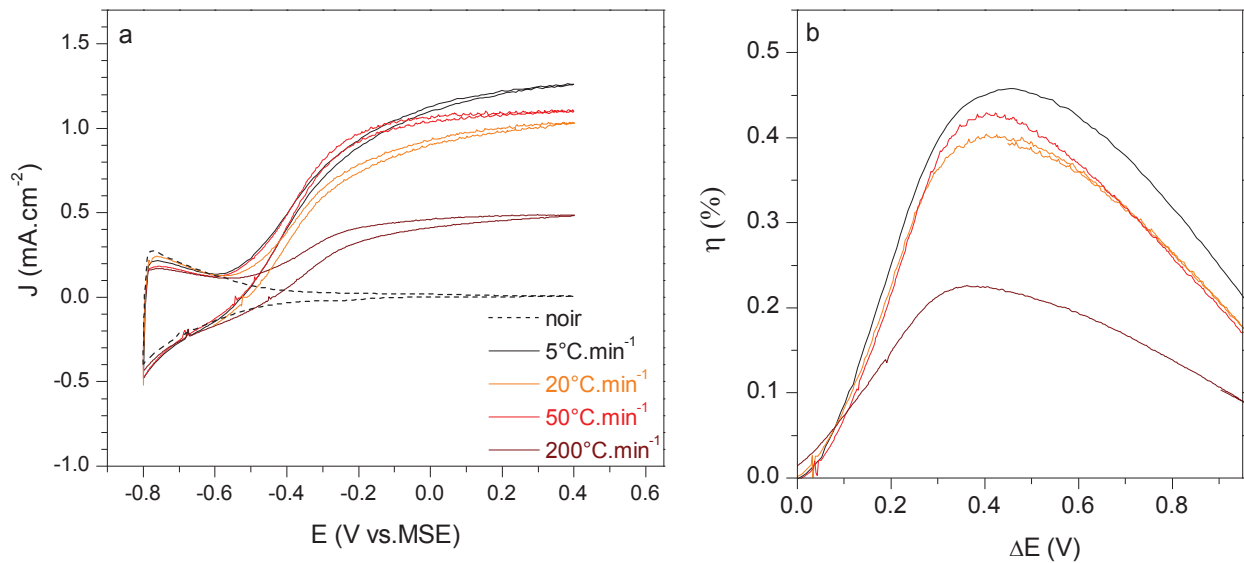 a
1.5
1.0
0.5
0.0
-0.5
-1.0
J (mA.cm⁻²)
-0.8 -0.6 -0.4 -0.2 0.0 0.2 0.4 0.6
E (V vs.MSE)
noir
5°C.min⁻¹
20°C.min⁻¹
50°C.min⁻¹
200°C.min⁻¹
b
0.5
0.4
0.3
0.2
0.1
0.0
η (%)
0.0 0.2 0.4 0.6 0.8
ΔE (V)